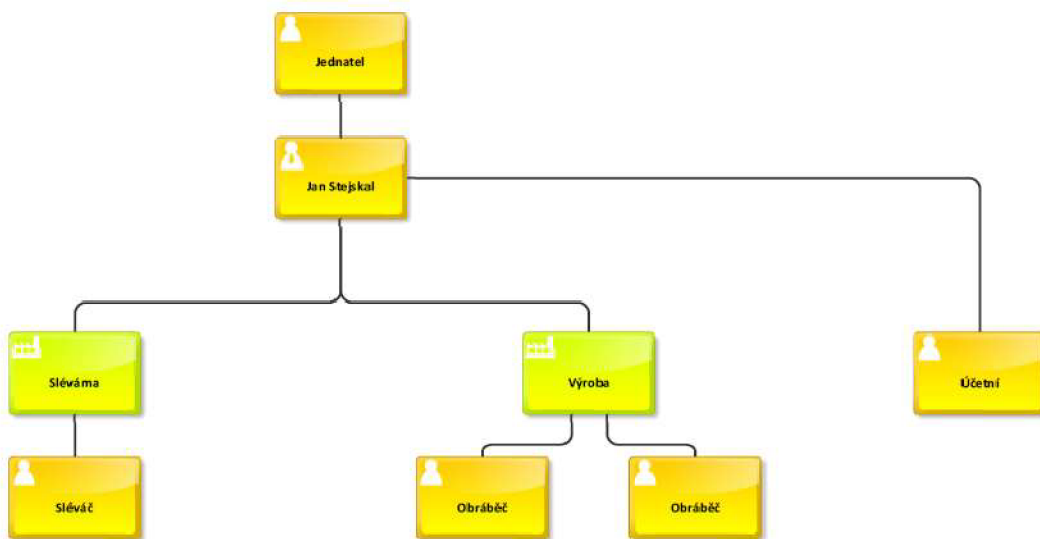 Jednatel
Jan Stejskal
Slévárna
Výroba
Účetní
Sléváč
Obráběč
Obráběč